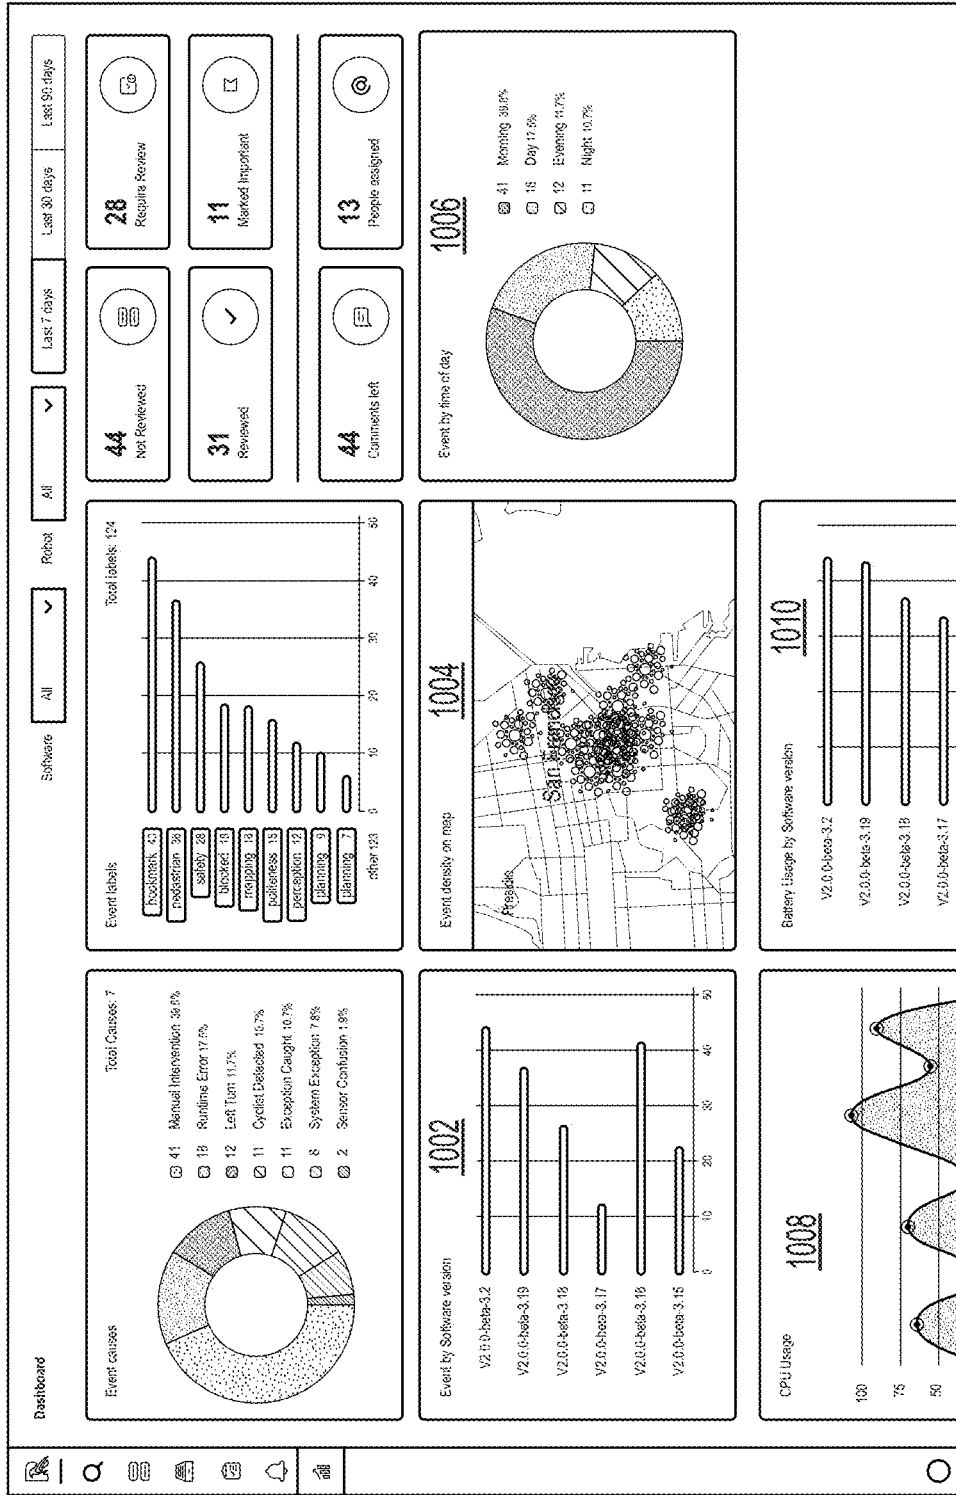 Dashboard
Software
All
Robot
All
Last 7 days
Last 30 days
Last 90 days
Event causes
Total Causes: 7
41 Manual Intervention 39.8%
18 Runtime Error 17.5%
12 Left Turn 11.7%
11 Cyclist Detected 10.7%
11 Exception Caught 10.7%
8 System Exception 7.8%
2 Sensor Confusion 1.9%
Event labels
Total labels: 124
bookmark 43
pedestrian 36
safety 28
blocked 18
mapping 18
politeness 15
perception 12
planning 9
planning 7
other 123
0 10 20 30 40 50
44
Not Reviewed
28
Require Review
31
Reviewed
11
Marked Important
44
Comments left
13
People assigned
Event by Software version
1002
V2.0.0-beta-3.2
V2.0.0-beta-3.19
V2.0.0-beta-3.18
V2.0.0-beta-3.17
V2.0.0-beta-3.16
V2.0.0-beta-3.15
0 10 20 30 40 50
Event density on map
1004
Presidio
San Francisco
Event by time of day
1006
41 Morning 39.8%
18 Day 17.5%
12 Evening 11.7%
11 Night 10.7%
CPU Usage
1008
100
75
50
Battery Usage by Software version
1010
V2.0.0-beta-3.2
V2.0.0-beta-3.19
V2.0.0-beta-3.18
V2.0.0-beta-3.17